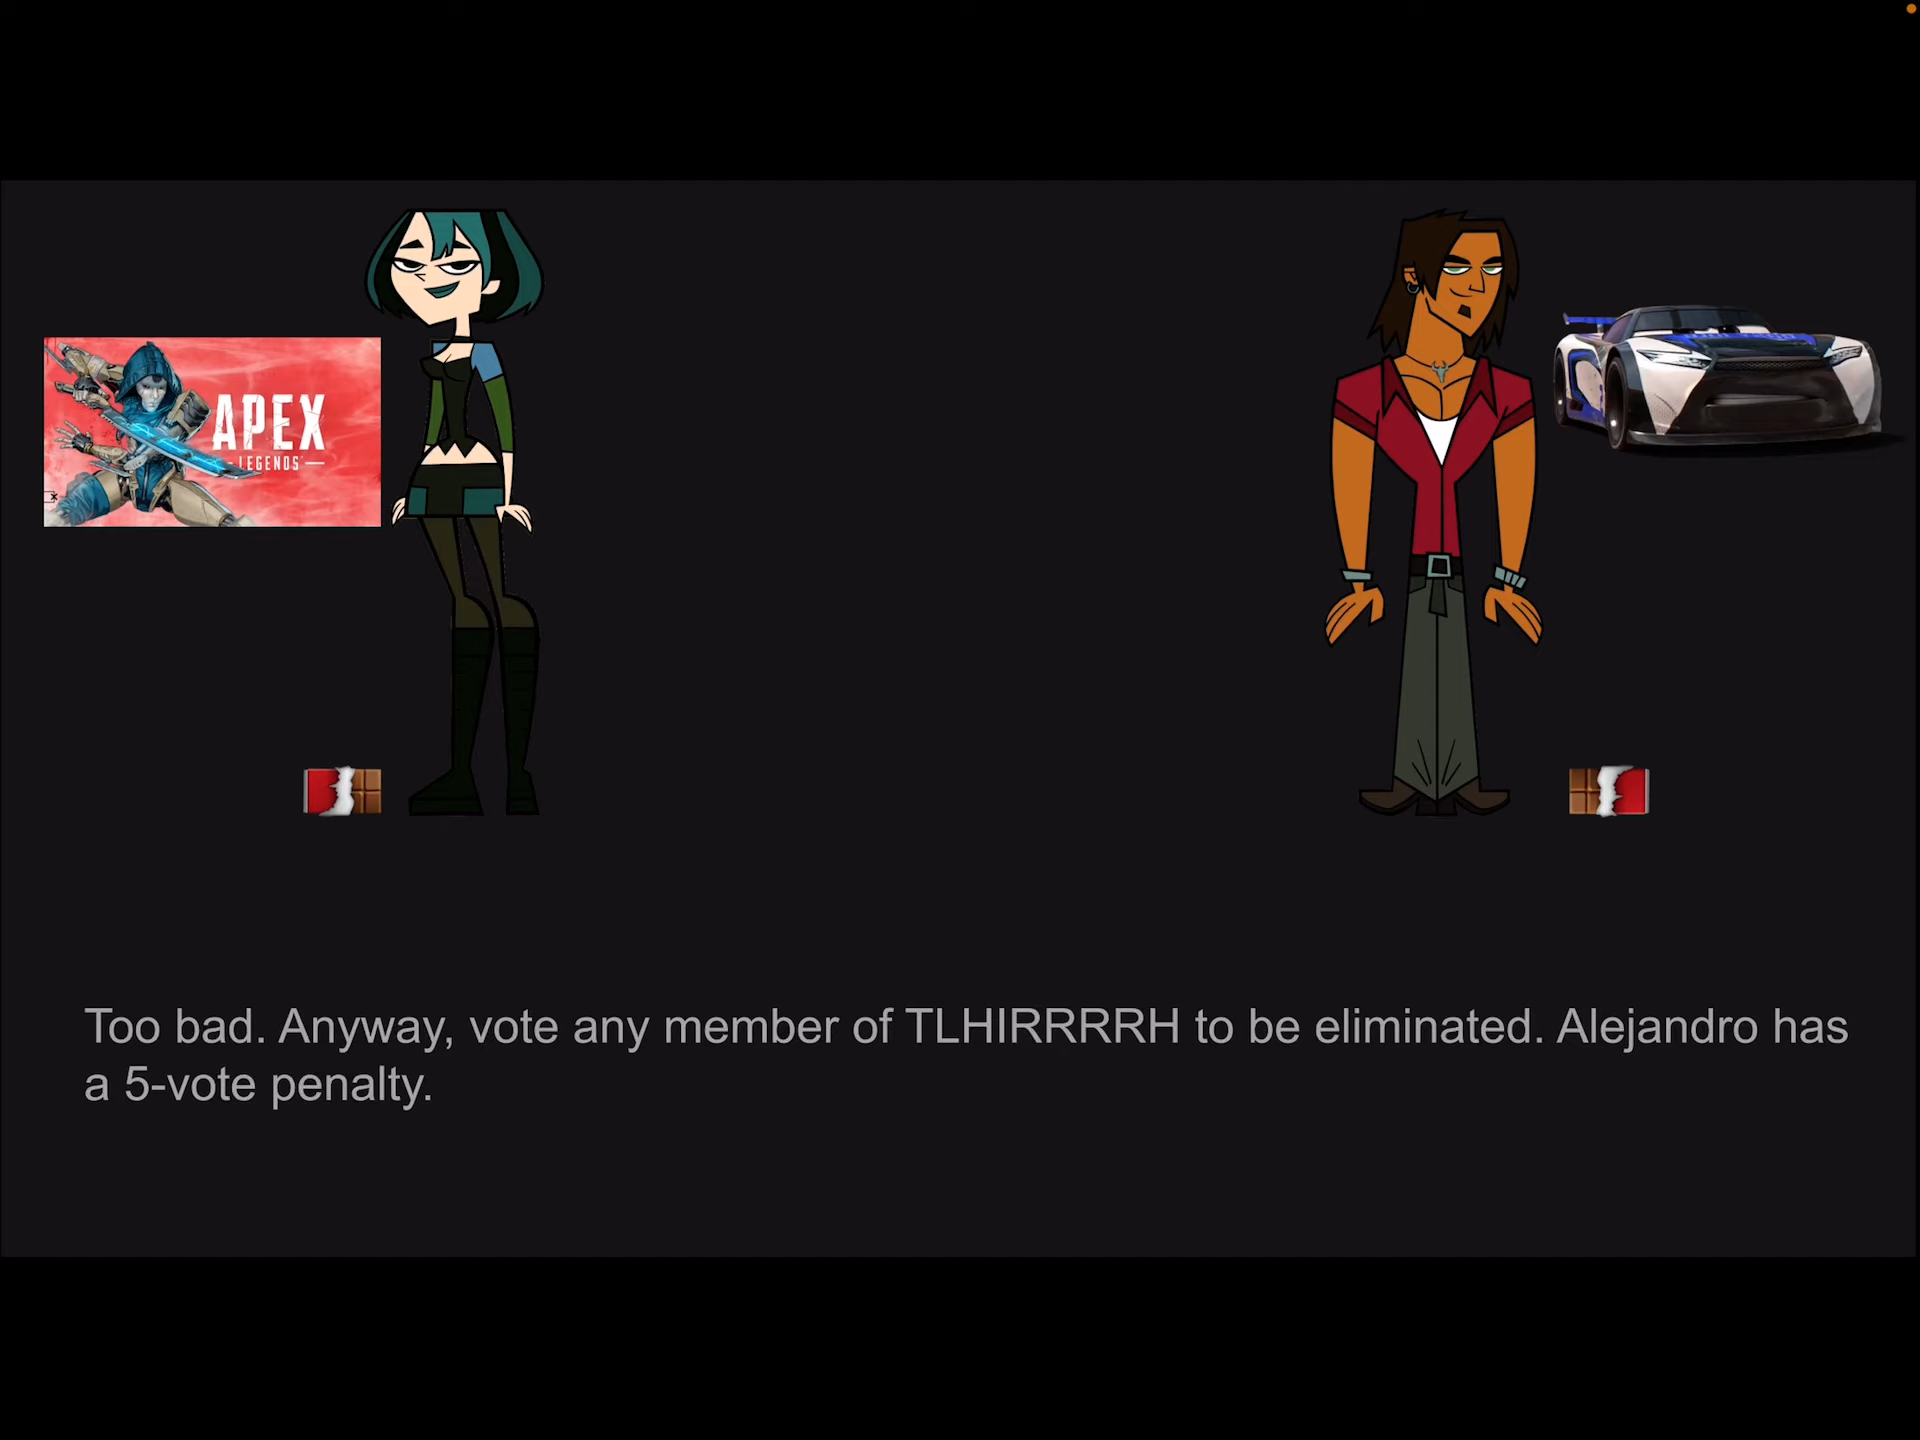 APEX
LEGENDS
Too bad. Anyway, vote any member of TLHIRRRRH to be eliminated. Alejandro has
a 5-vote penalty.